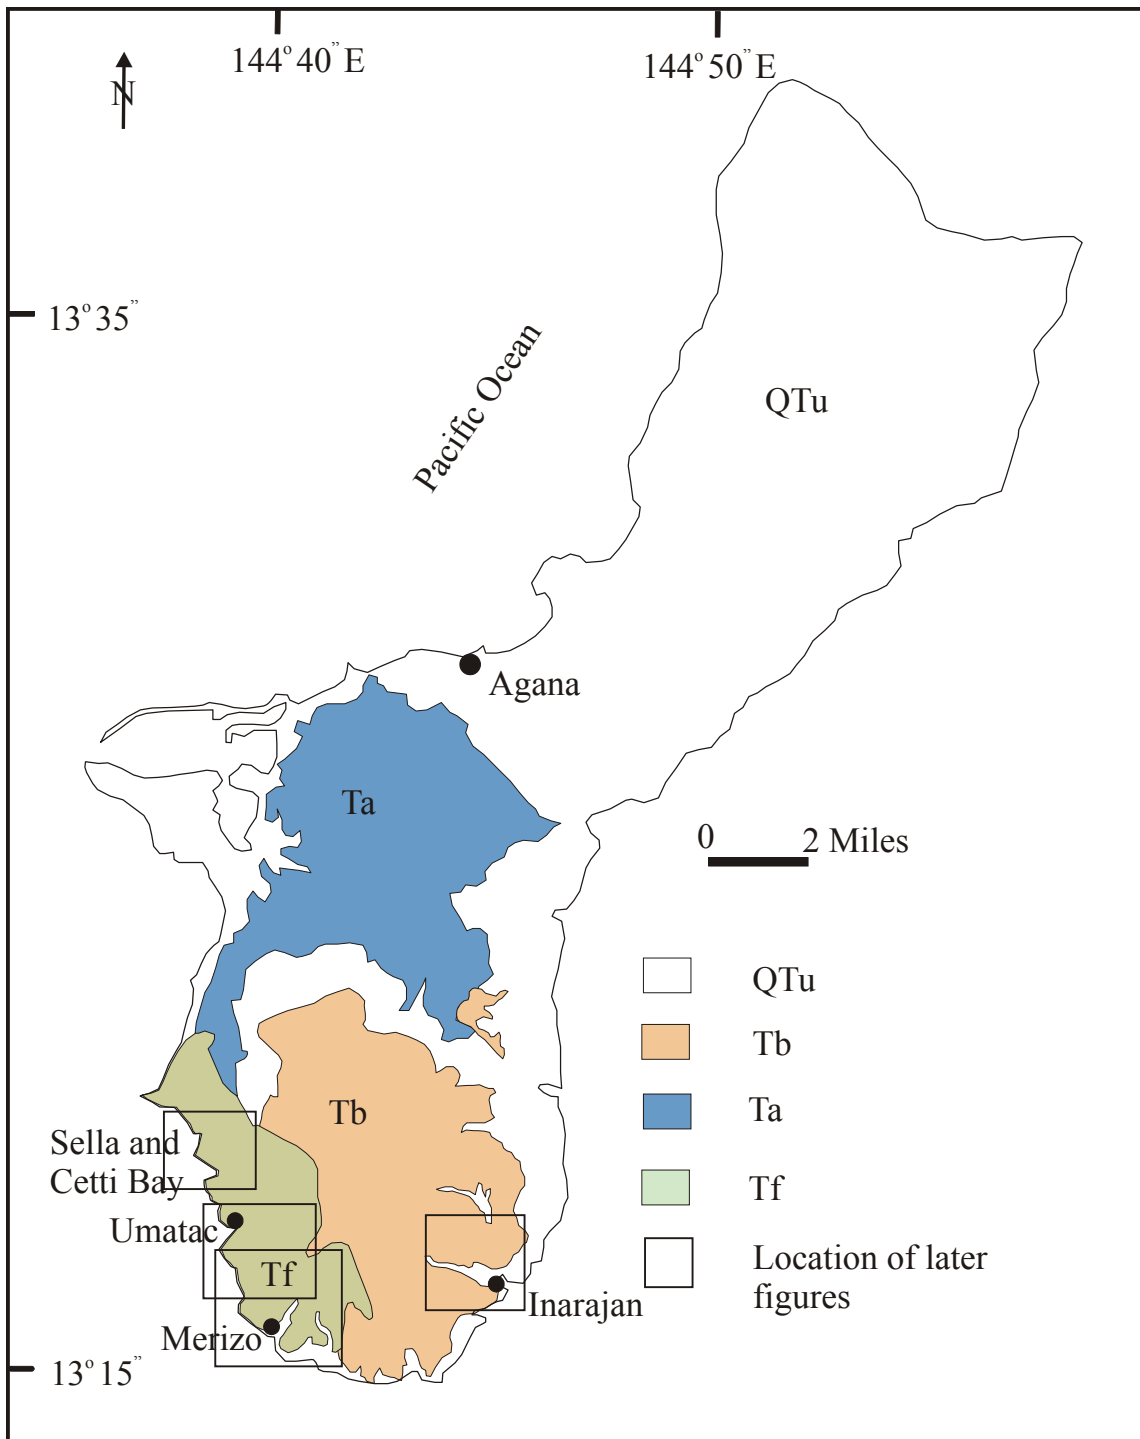 144° 40" E
144° 50" E
N
13° 35"
Pacific Ocean
QTu
Agana
Ta
0
2 Miles
QTu
Tb
Ta
Tf
Location of later
figures
Tb
Sella and
Cetti Bay
Umatac
Tf
Inarajan
Merizo
13° 15"